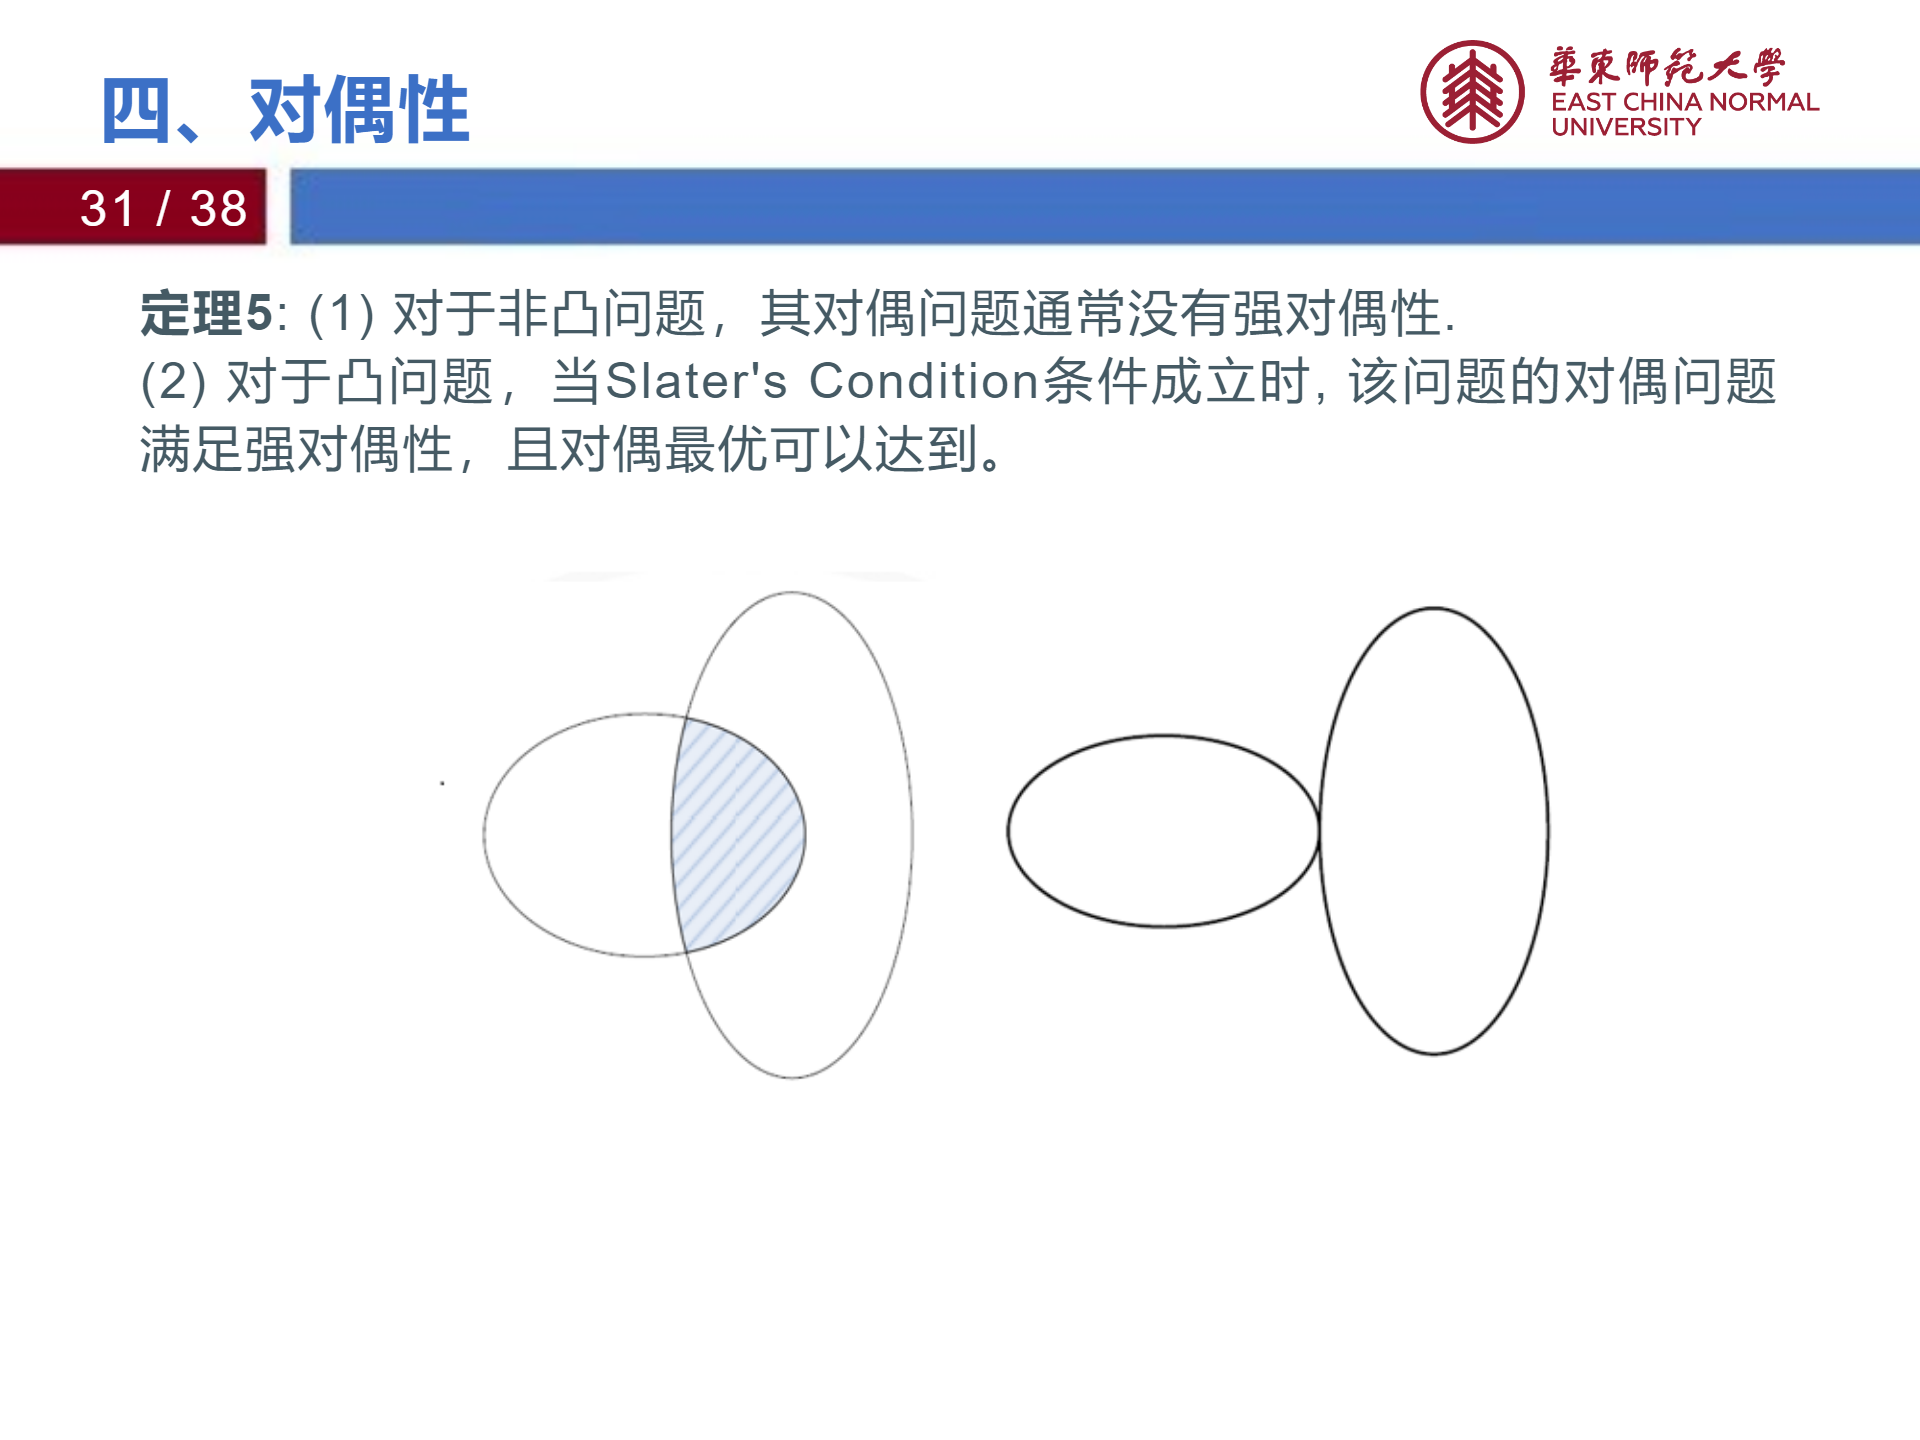 四、对偶性
華東師範大學
EAST CHINA NORMAL
UNIVERSITY
31 / 38
定理5: (1) 对于非凸问题，其对偶问题通常没有强对偶性.
(2) 对于凸问题，当Slater's Condition条件成立时, 该问题的对偶问题
满足强对偶性，且对偶最优可以达到。